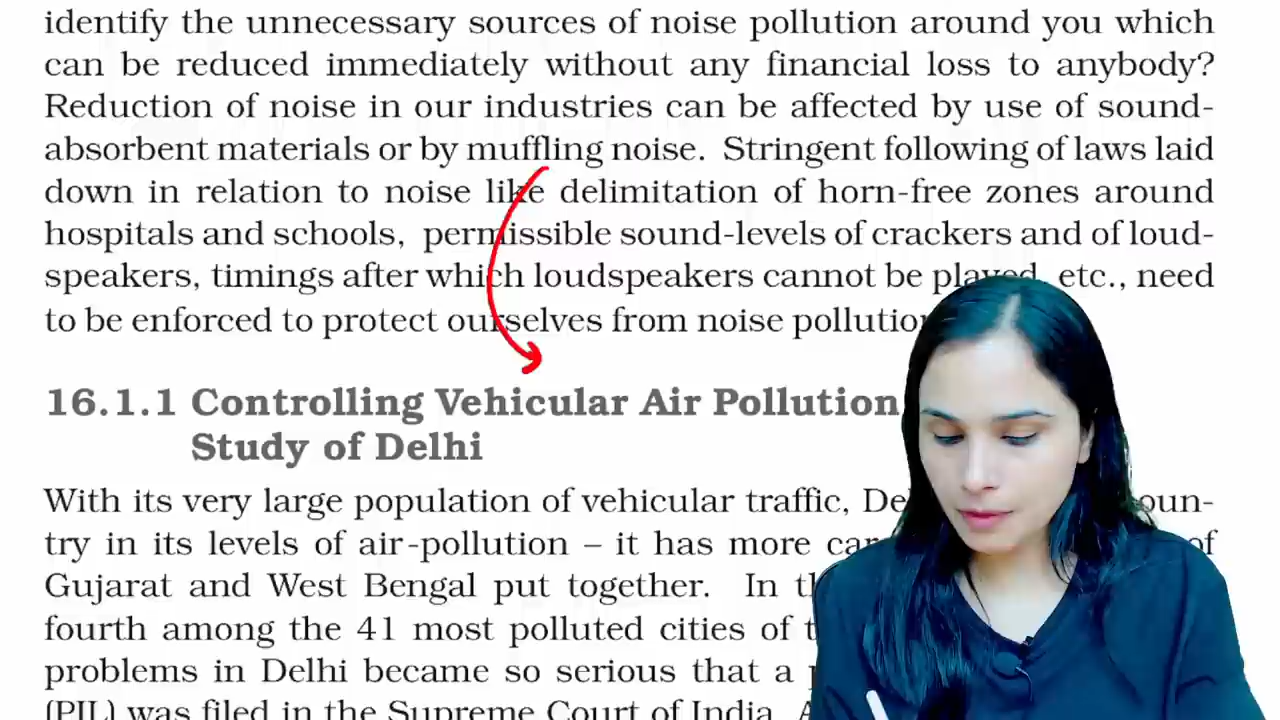 identify the unnecessary sources of noise pollution around you which
can be reduced immediately without any financial loss to anybody?
Reduction of noise in our industries can be affected by use of sound-
absorbent materials or by muffling noise. Stringent following of laws laid
down in relation to noise like delimitation of horn-free zones around
hospitals and schools, permissible sound-levels of crackers and of loud-
speakers, timings after which loudspeakers cannot be played, etc., need
to be enforced to protect ourselves from noise
16.1.1 Controlling Vehicular Air Pollution
Study of Delhi
With its very large population of vehicular traffic,
try in its levels of air-pollution – it has more of
Gujarat and West Bengal put together. In
fourth among the 41 most polluted cities of
problems in Delhi became so serious that a
(PIL) was filed in the Supreme Court of India.